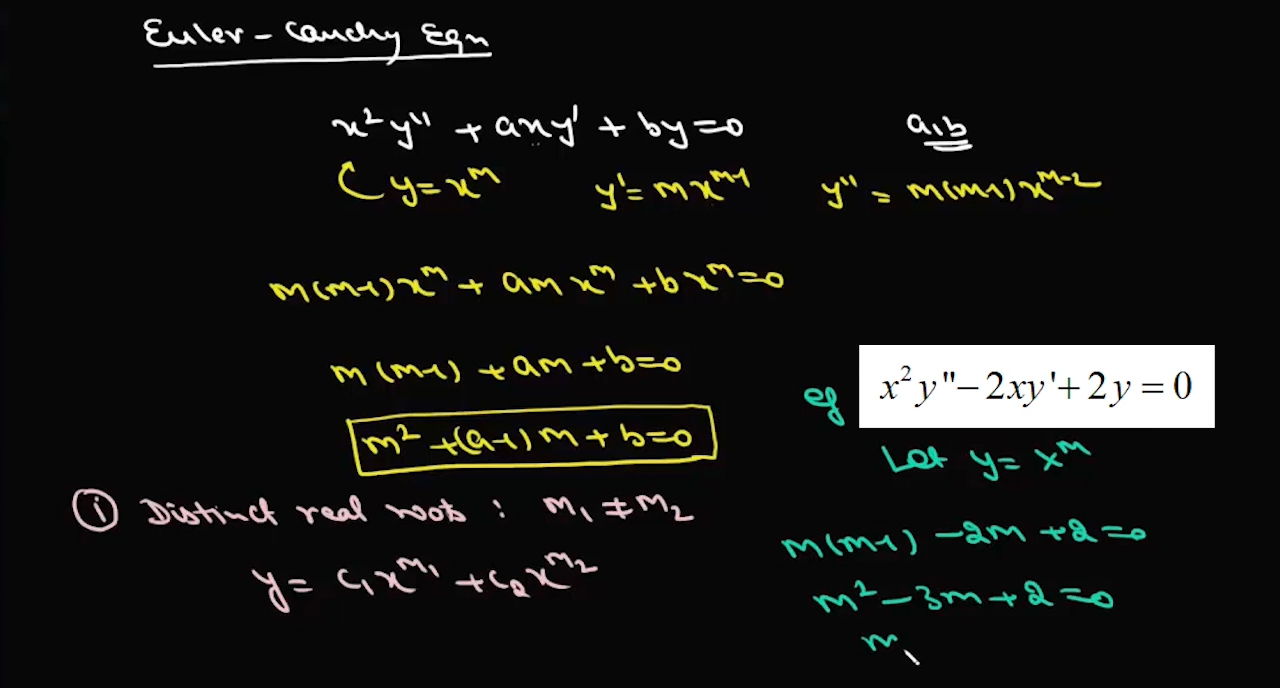 Euler-Cauchy Eqn
x²y" + axy' + by=0 a,b
y=x^m y'=mx^(m-1) y"=m(m-1)x^(m-2)
m(m-1)x^m + amx^m + bx^m=0
m(m-1) + am + b=0
m² + (a-1)m + b=0
① Distinct real roots : m₁ ≠ m₂
y = c₁x^m₁ + c₂x^m₂
eg x²y"-2xy'+2y=0
Let y=x^m
m(m-1) -2m +2=0
m²-3m+2=0
m